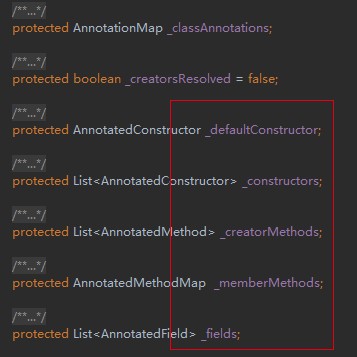 /**...*/
protected AnnotationMap _classAnnotations;
/**...*/
protected boolean _creatorsResolved = false;
/**...*/
protected AnnotatedConstructor _defaultConstructor;
/**...*/
protected List<AnnotatedConstructor> _constructors;
/**...*/
protected List<AnnotatedMethod> _creatorMethods;
/**...*/
protected AnnotatedMethodMap _memberMethods;
/**...*/
protected List<AnnotatedField> _fields;